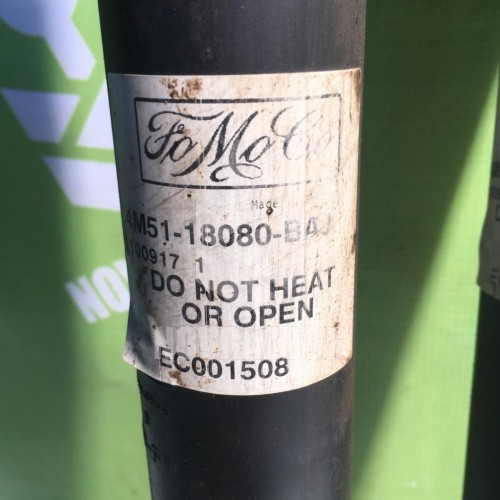 FoMoCo
Made
4M51-18080-BAJ
100917 1
DO NOT HEAT
OR OPEN
EC001508